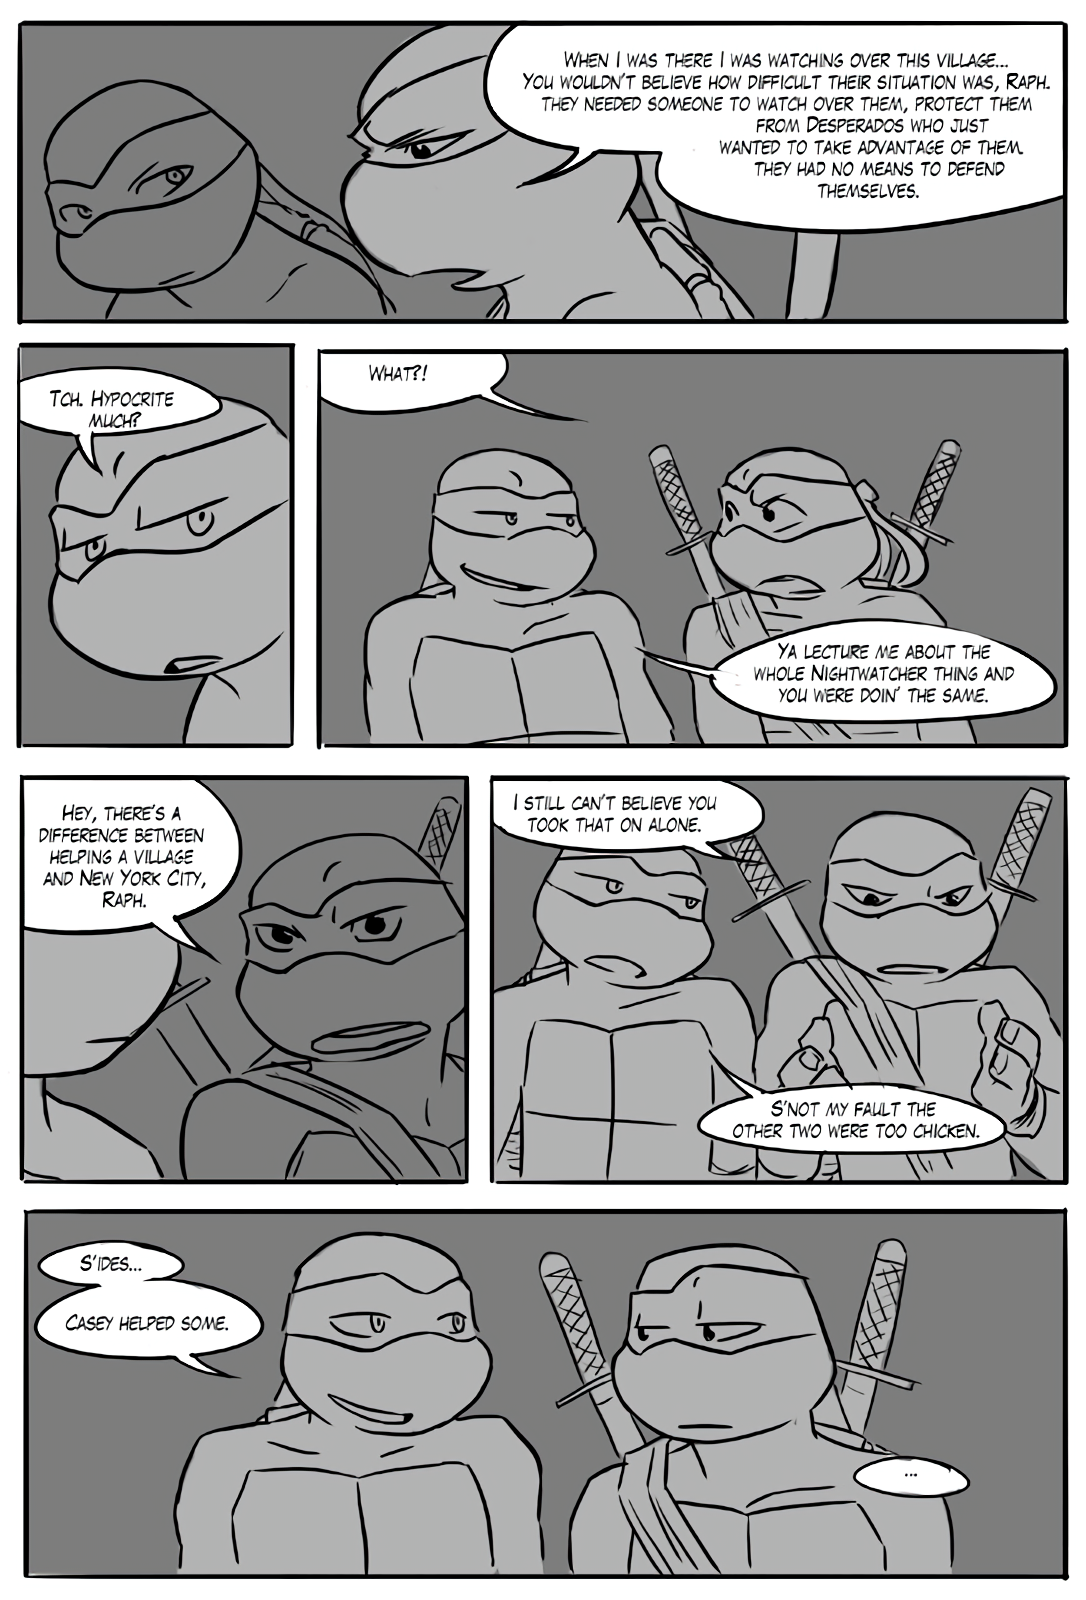 When I was there I was watching over this village...
You wouldn't believe how difficult their situation was, Raph.
they needed someone to watch over them, protect them
from Desperados who just
wanted to take advantage of them.
they had no means to defend
themselves.
Tch. Hypocrite
much?
What?!
Ya lecture me about the
whole Nightwatcher thing and
you were doin' the same.
Hey, there's a
difference between
helping a village
and New York City,
Raph.
I still can't believe you
took that on alone.
S'not my fault the
other two were too chicken.
S'ides...
Casey helped some.
...